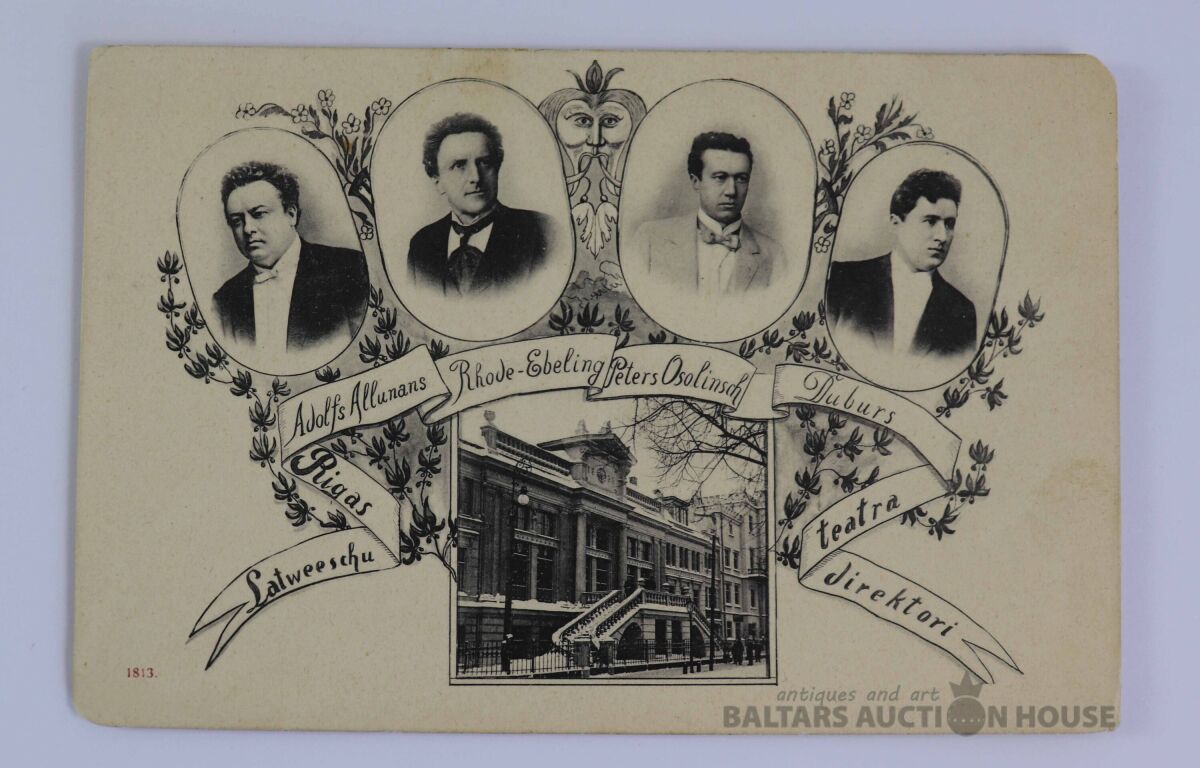 Adolfs Allunans
Rhode-Ebeling
Peters Osolinsch
Duburs
Rigas
Latweeschu
teatra
direktori
1813.
antiques and art
BALTARS AUCTION HOUSE